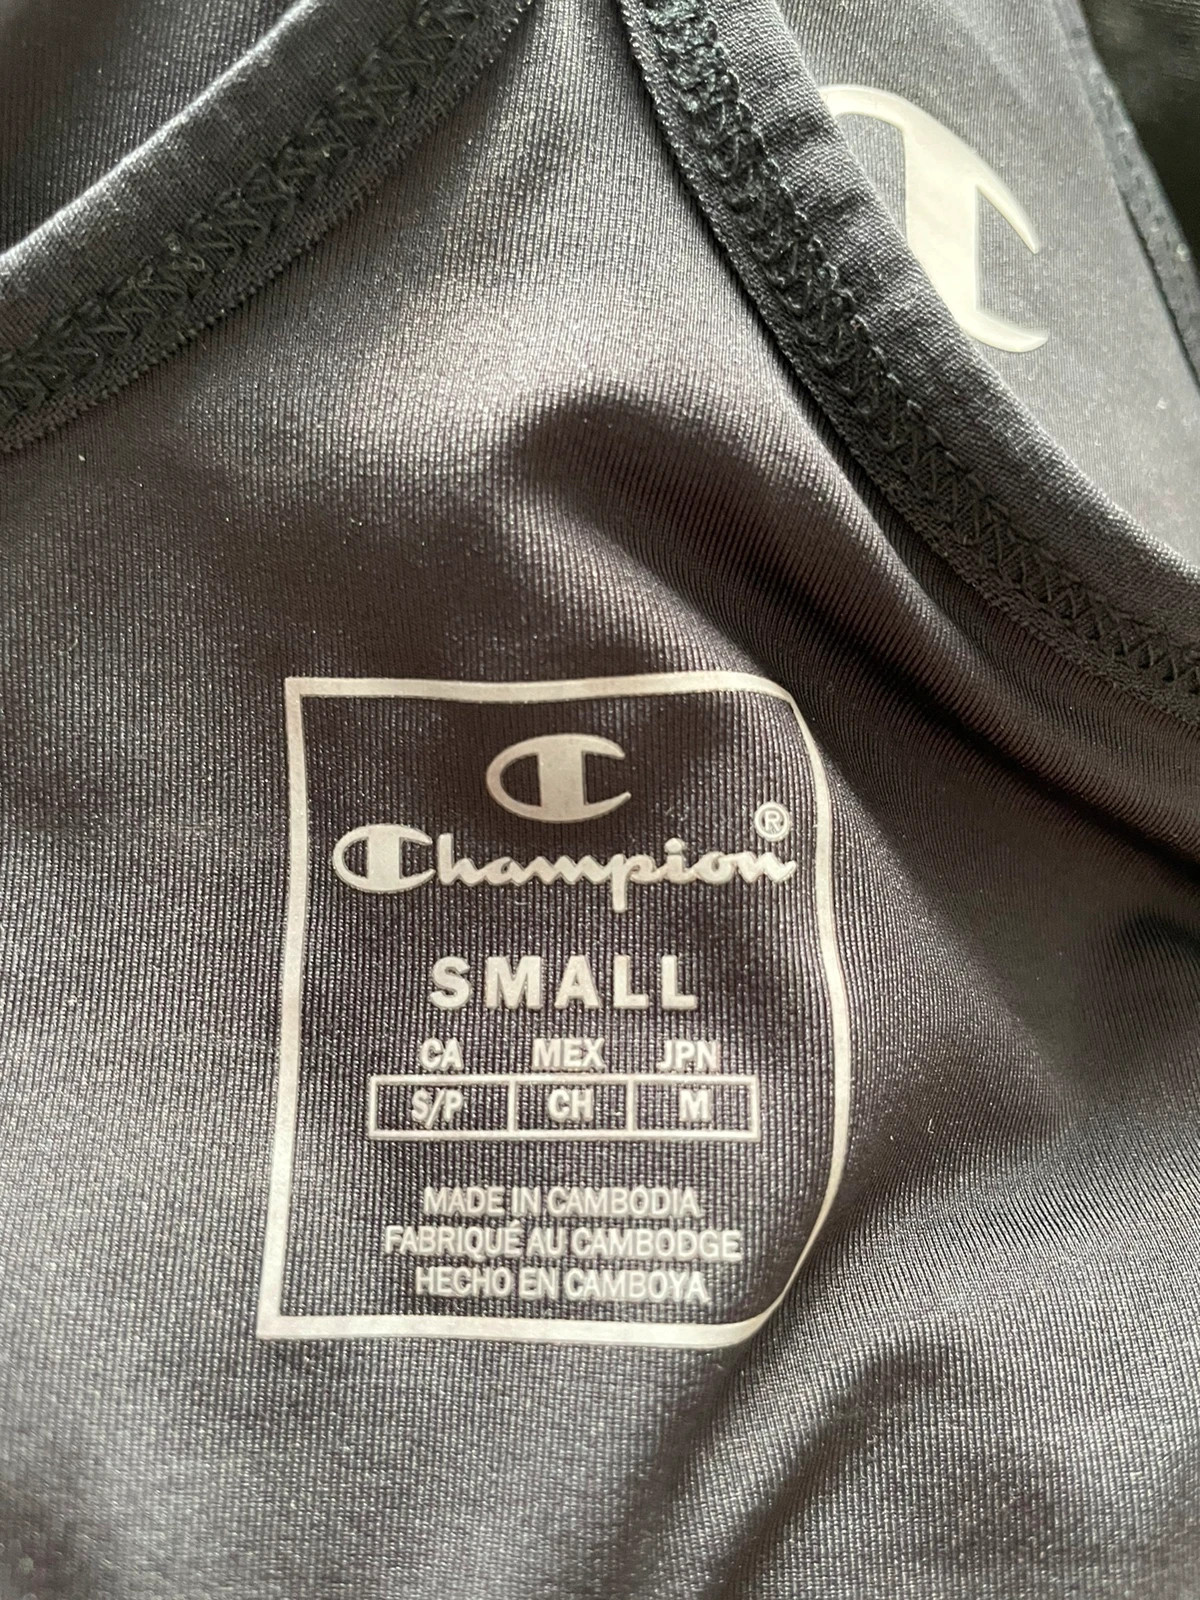 Champion®
SMALL
CA MEX JPN
S/P CH M
MADE IN CAMBODIA
FABRIQUÉ AU CAMBODGE
HECHO EN CAMBOYA